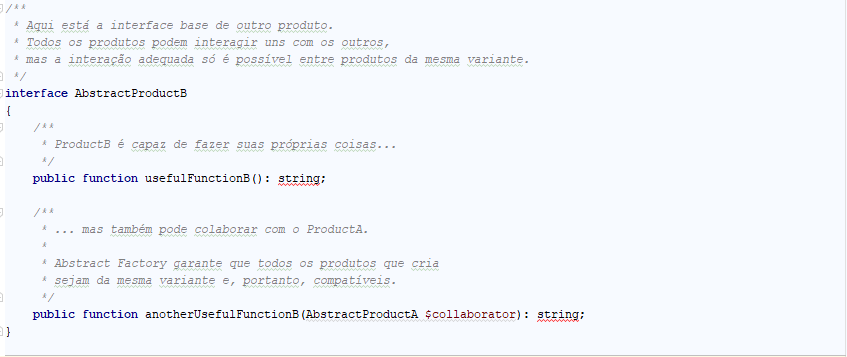 /**
 * Aqui está a interface base de outro produto.
 * Todos os produtos podem interagir uns com os outros,
 * mas a interação adequada só é possível entre produtos da mesma variante.
 */
interface AbstractProductB
{
    /**
     * ProductB é capaz de fazer suas próprias coisas...
     */
    public function usefulFunctionB(): string;

    /**
     * ... mas também pode colaborar com o ProductA.
     *
     * Abstract Factory garante que todos os produtos que cria
     * sejam da mesma variante e, portanto, compatíveis.
     */
    public function anotherUsefulFunctionB(AbstractProductA $collaborator): string;
}